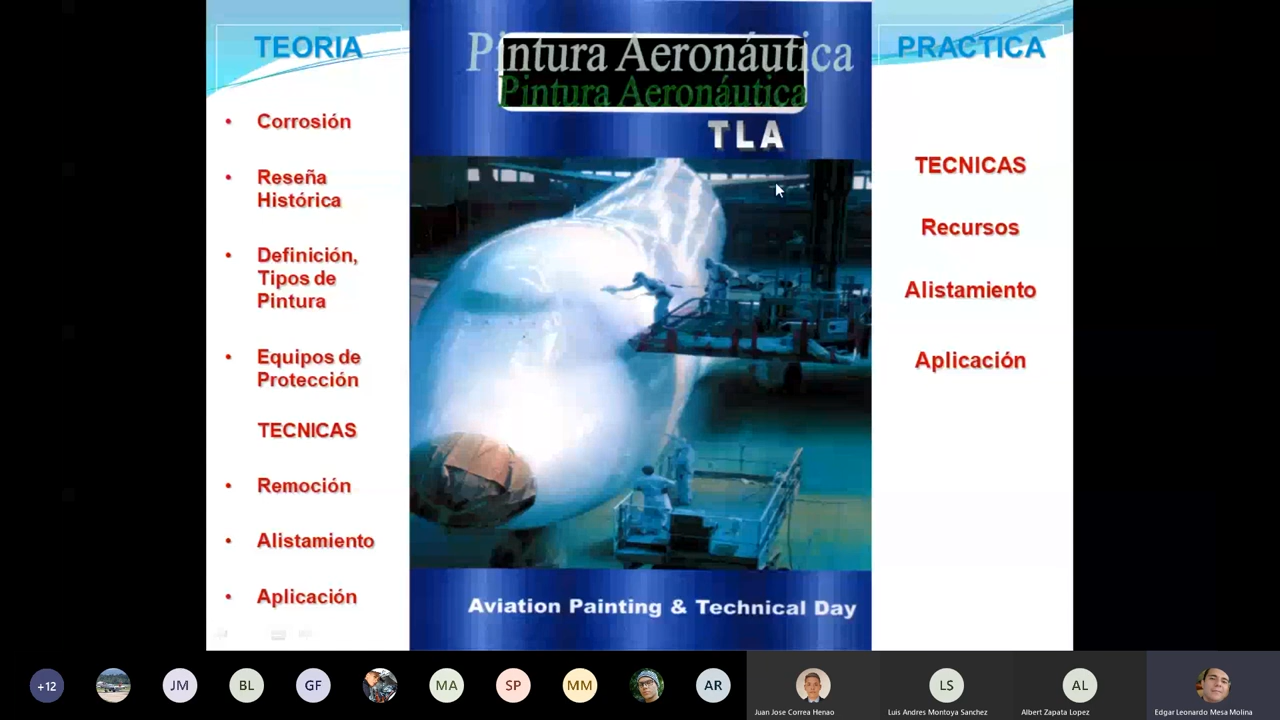 TEORIA
• Corrosión
• Reseña
Histórica
• Definición,
Tipos de
Pintura
• Equipos de
Protección
TECNICAS
• Remoción
• Alistamiento
• Aplicación
Pintura Aeronáutica
Pintura Aeronáutica
TLA
Aviation Painting & Technical Day
PRACTICA
TECNICAS
Recursos
Alistamiento
Aplicación
+12
JM
BL
GF
MA
SP
MM
AR
LS
AL
Juan Jose Correa Henao
Luis Andres Montoya Sanchez
Albert Zapata Lopez
Edgar Leonardo Mesa Molina